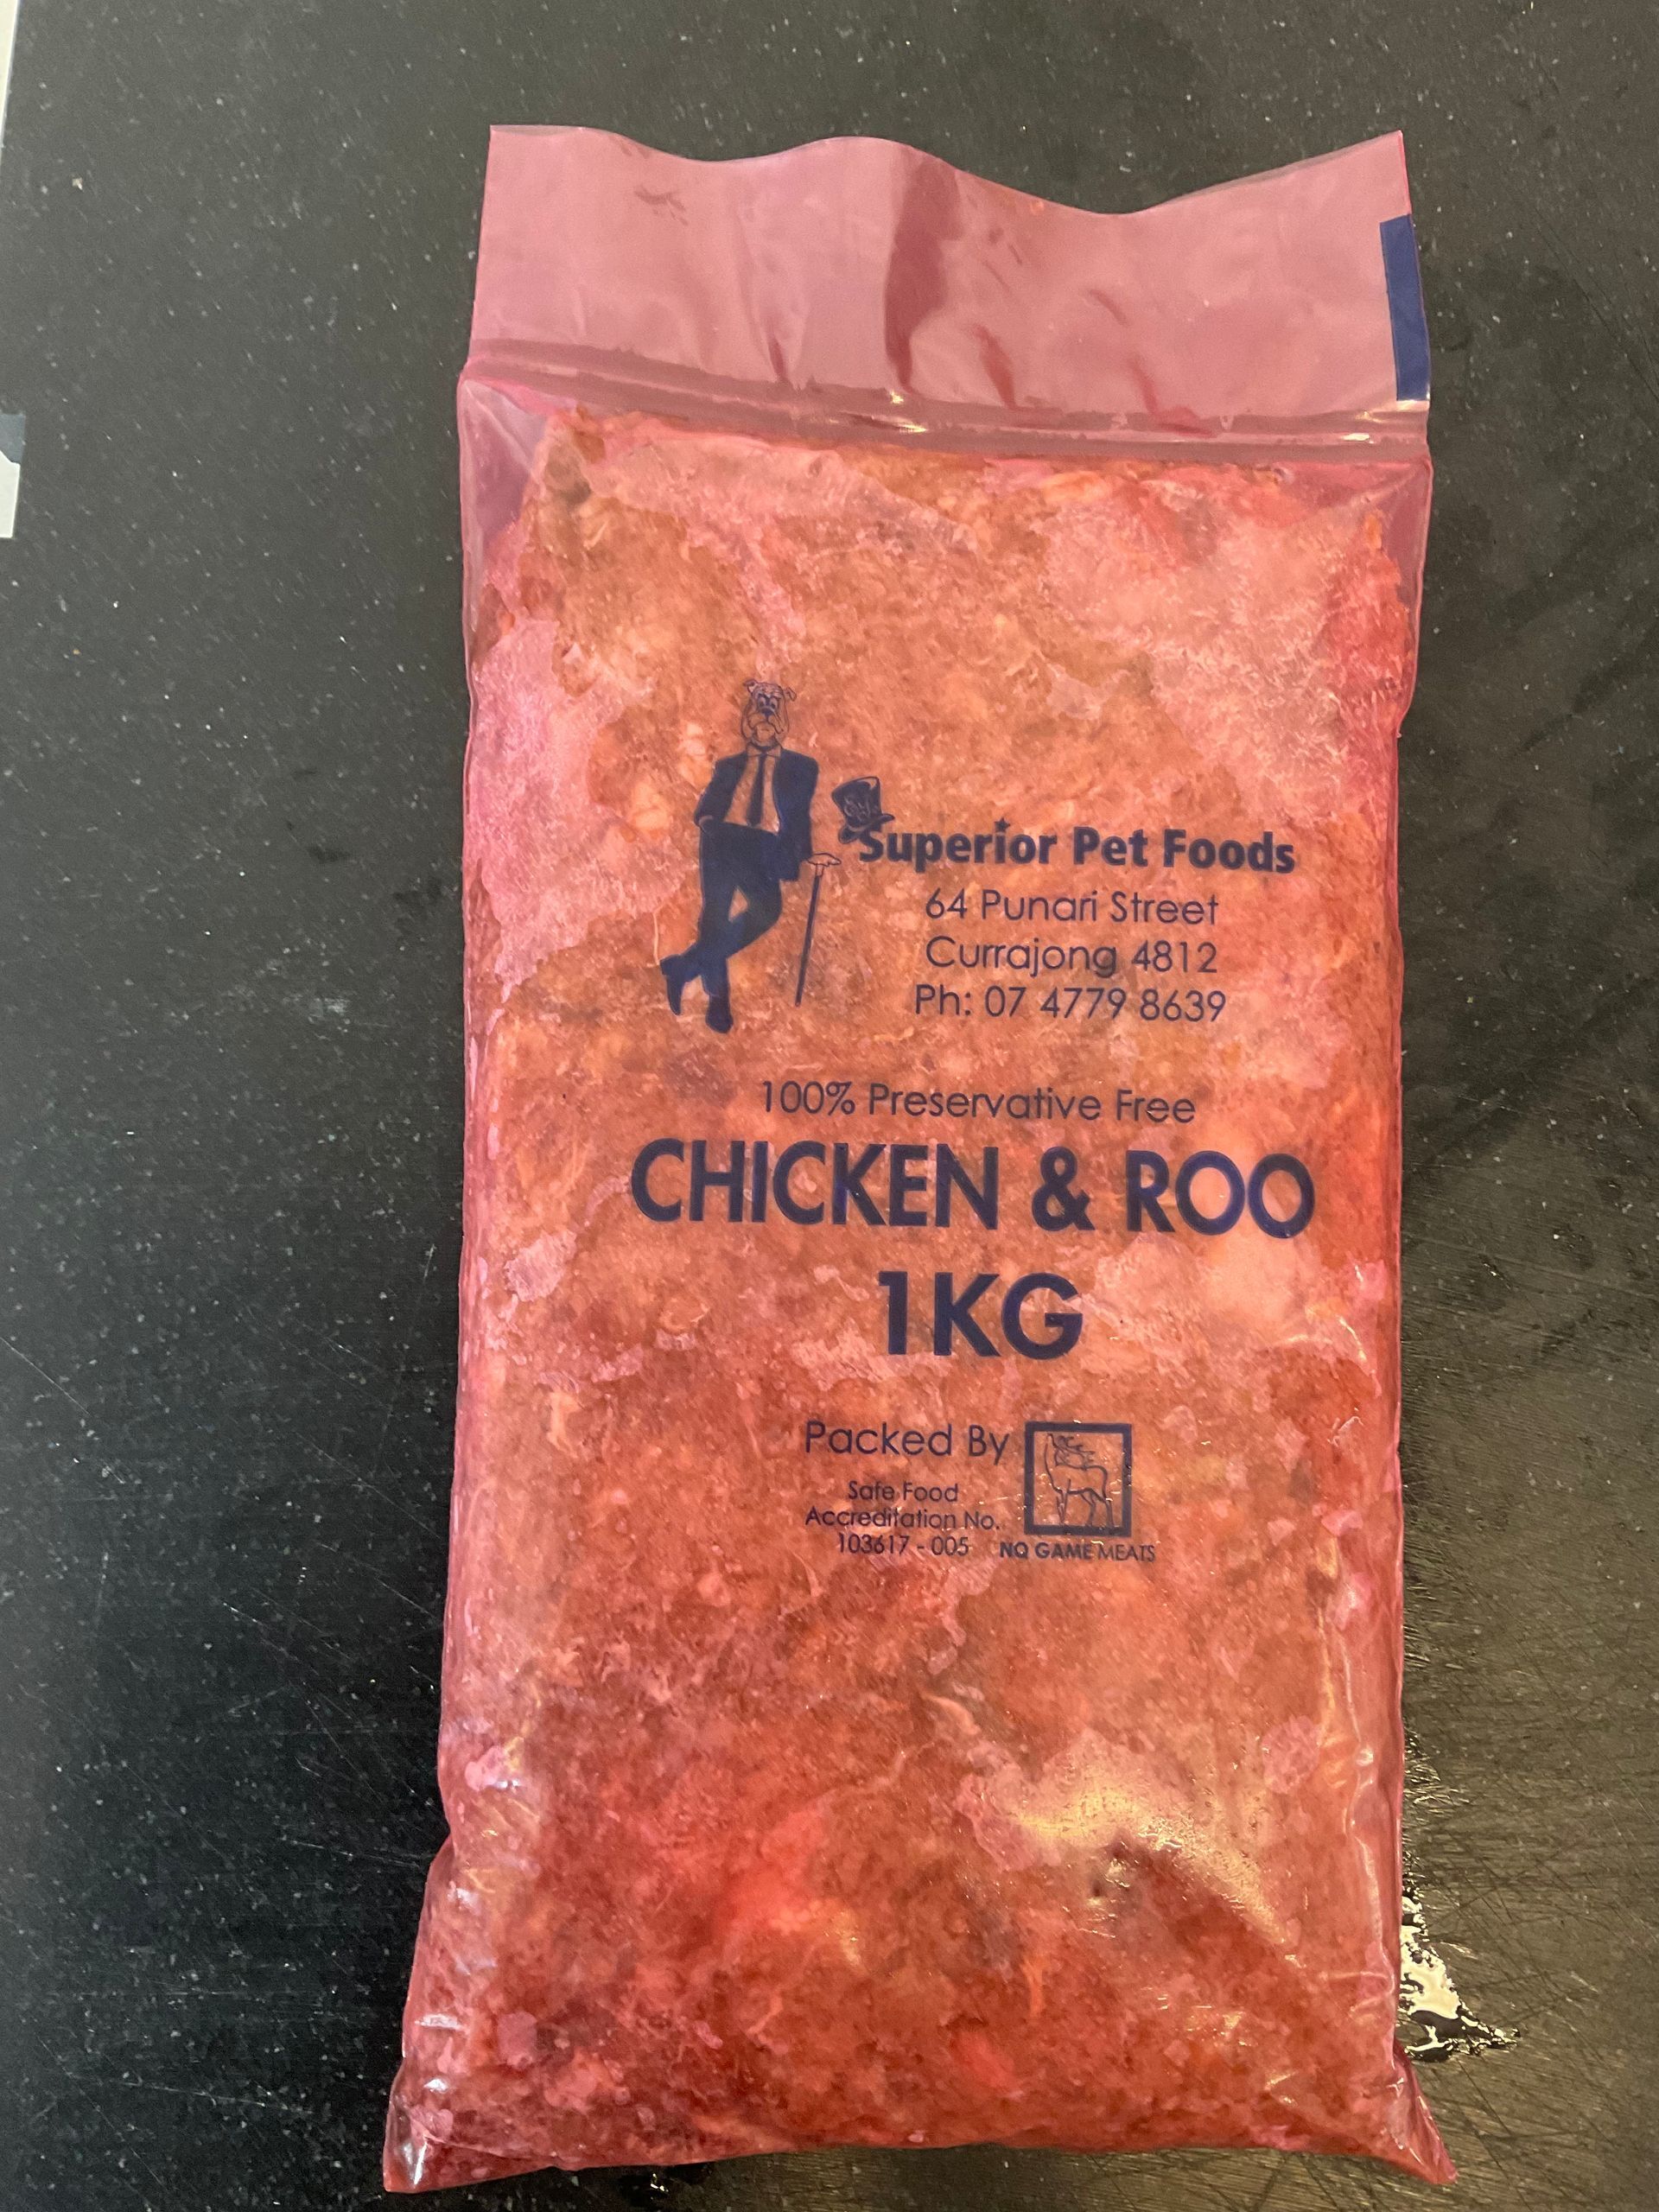 Superior Pet Foods
64 Punari Street
Currajong 4812
Ph: 07 4779 8639
100% Preservative Free
CHICKEN & ROO
1KG
Packed By
Safe Food
Accreditation No.
103617 - 005
NQ GAME MEATS